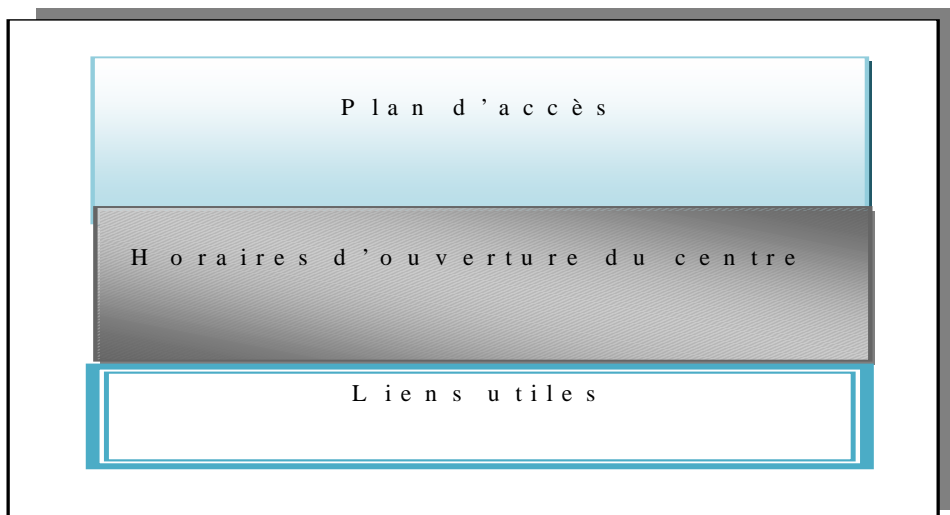 Plan d’accès
Horaires d’ouverture du centre
Liens utiles